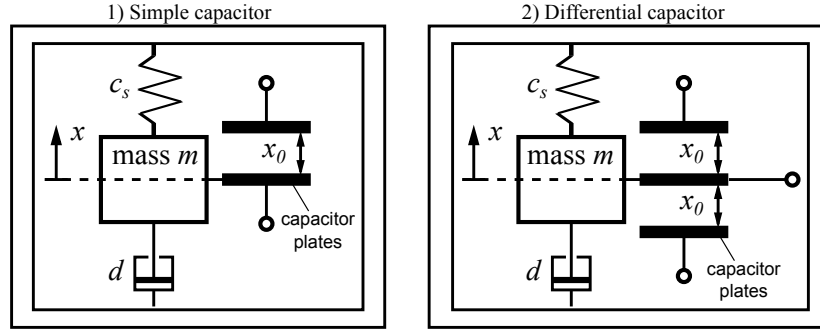 1) Simple capacitor
c_s
x
mass m
x_0
capacitor
plates
d
2) Differential capacitor
c_s
x
mass m
x_0
x_0
capacitor
plates
d